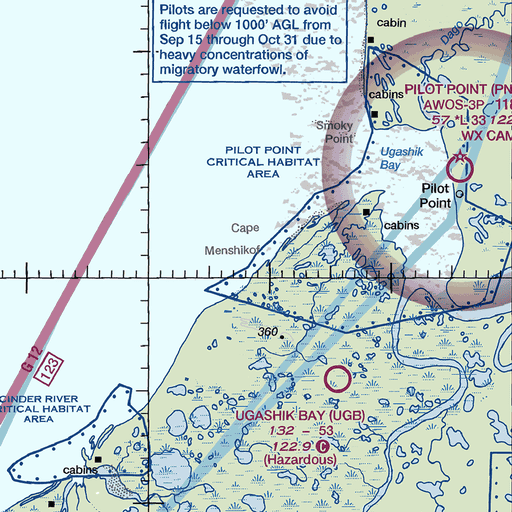 Pilots are requested to avoid
flight below 1000' AGL from
Sep 15 through Oct 31 due to
heavy concentrations of
migratory waterfowl.
cabin
Dago
cabins
PILOT POINT (PN
AWOS-3P 118
57 *L 33 122
WX CAM
Smoky
Point
Ugashik
Bay
PILOT POINT
CRITICAL HABITAT
AREA
Pilot
Point
cabins
Cape
Menshikof
360
G 12
123
CINDER RIVER
CRITICAL HABITAT
AREA
UGASHIK BAY (UGB)
132 – 53
122.9 C
(Hazardous)
cabins